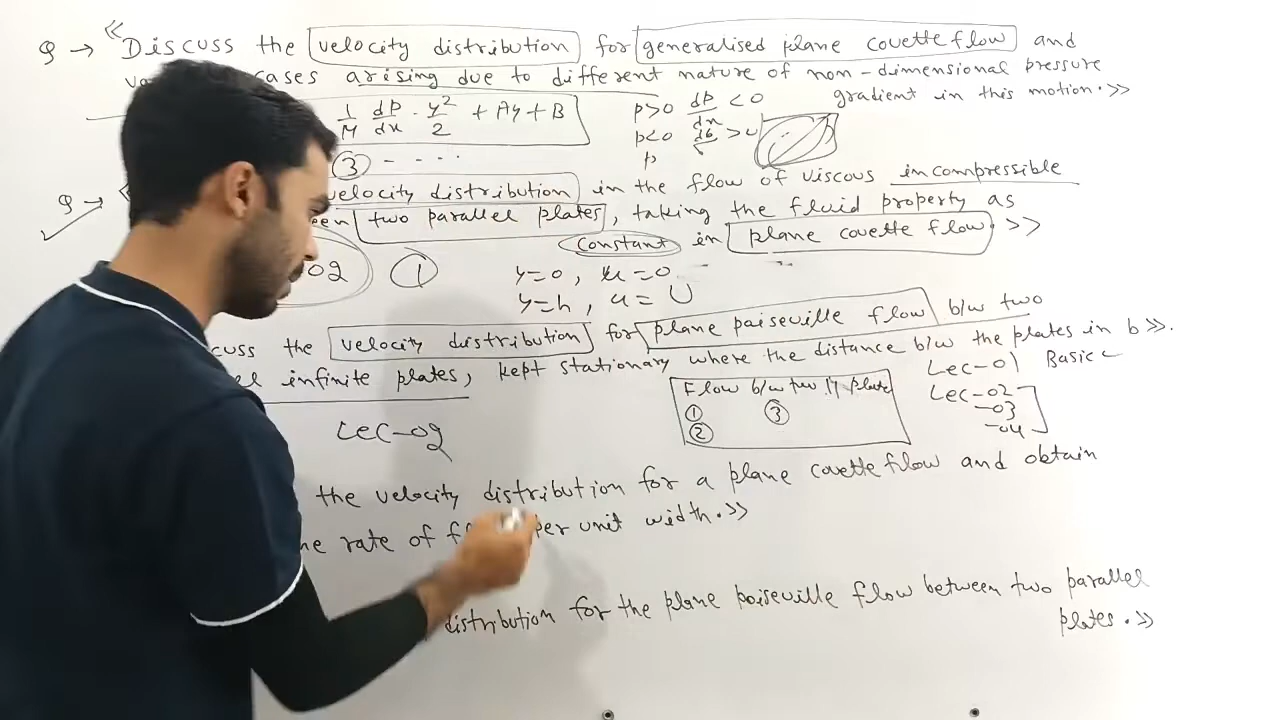 Q → «Discuss the velocity distribution for generalised plane couette flow and
cases arising due to different nature of non-dimensional pressure
gradient in this motion.»
1/μ dp/dx · y²/2 + Ay + B
p>0 dp/dx < 0
p<0
p
③ - - - -
Q → « velocity distribution in the flow of viscous incompressible
two parallel plates, taking the fluid property as
constant in plane couette flow»
02 ①
y=0, u=0
y=h, u=U
the velocity distribution for plane paiseville flow b/w two
infinite plates, kept stationary where the distance b/w the plates in b».
Lec-01 Basic
Lec-02
-03
-04
Flow b/w two || plate
① ③
②
Lec-02
the velocity distribution for a plane couette flow and obtain
rate of per unit width.»
distribution for the plane poiseville flow between two parallel
plates.»